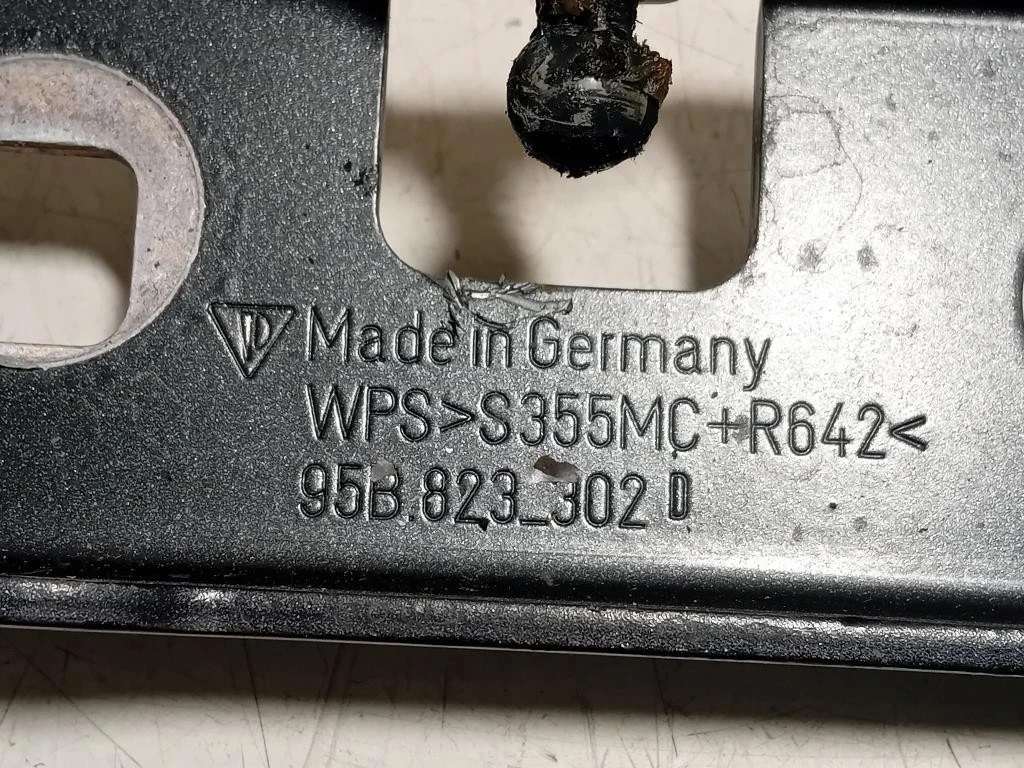 Made in Germany
WPS>S355MC+R642<
95B.823_302 D